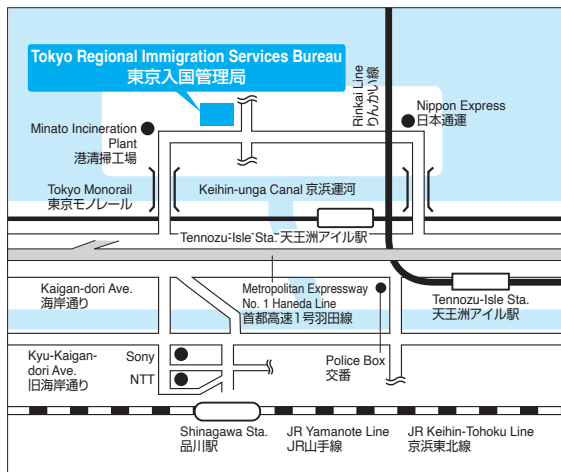 Tokyo Regional Immigration Services Bureau
東京入国管理局
Rinkai Line
りんかい線
Nippon Express
日本通運
Minato Incineration
Plant
港清掃工場
Tokyo Monorail
東京モノレール
Keihin-unga Canal 京浜運河
Tennozu-Isle Sta. 天王洲アイル駅
Kaigan-dori Ave.
海岸通り
Metropolitan Expressway
No. 1 Haneda Line
首都高速1号羽田線
Tennozu-Isle Sta.
天王洲アイル駅
Kyu-Kaigan-
dori Ave.
旧海岸通り
Sony
NTT
Police Box
交番
Shinagawa Sta.
品川駅
JR Yamanote Line
JR山手線
JR Keihin-Tohoku Line
京浜東北線